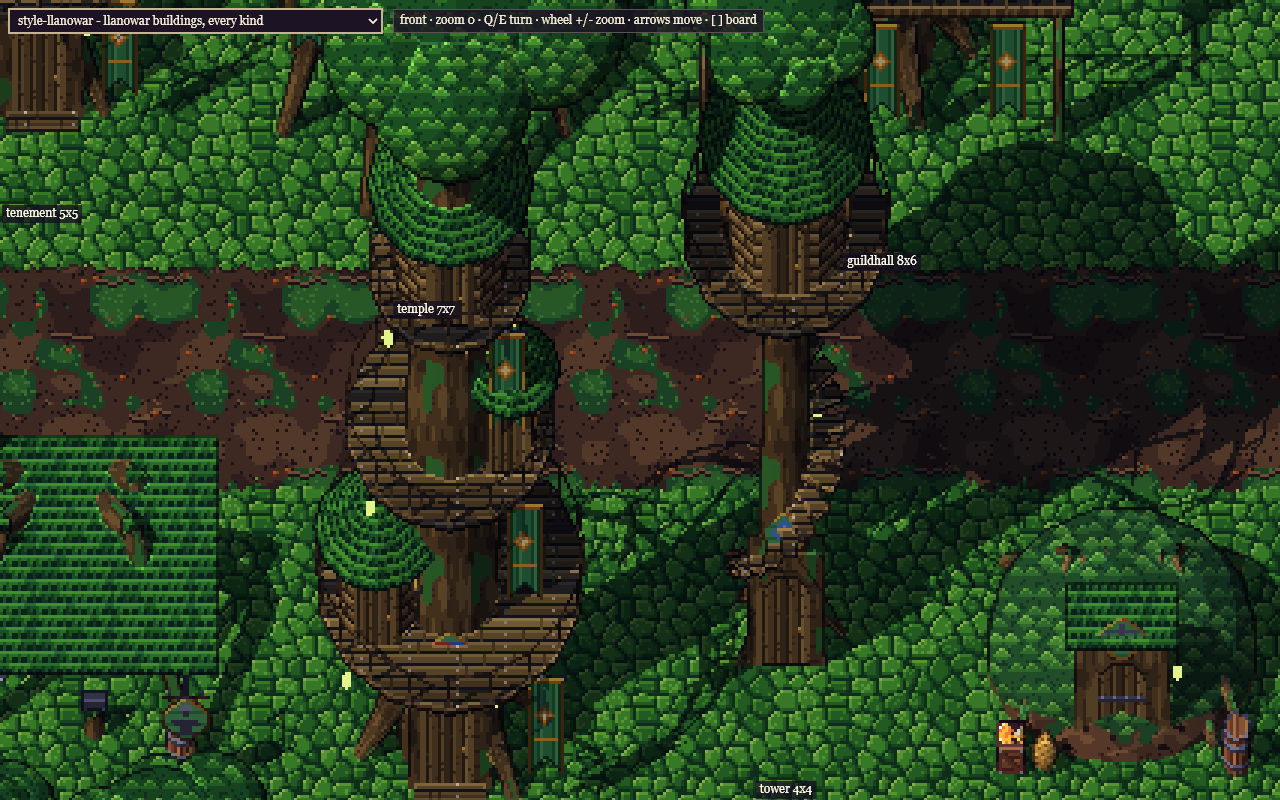 style-llanowar - llanowar buildings, every kind
front · zoom 0 · Q/E turn · wheel +/- zoom · arrows move · [ ] board
tenement 5x5
guildhall 8x6
temple 7x7
tower 4x4